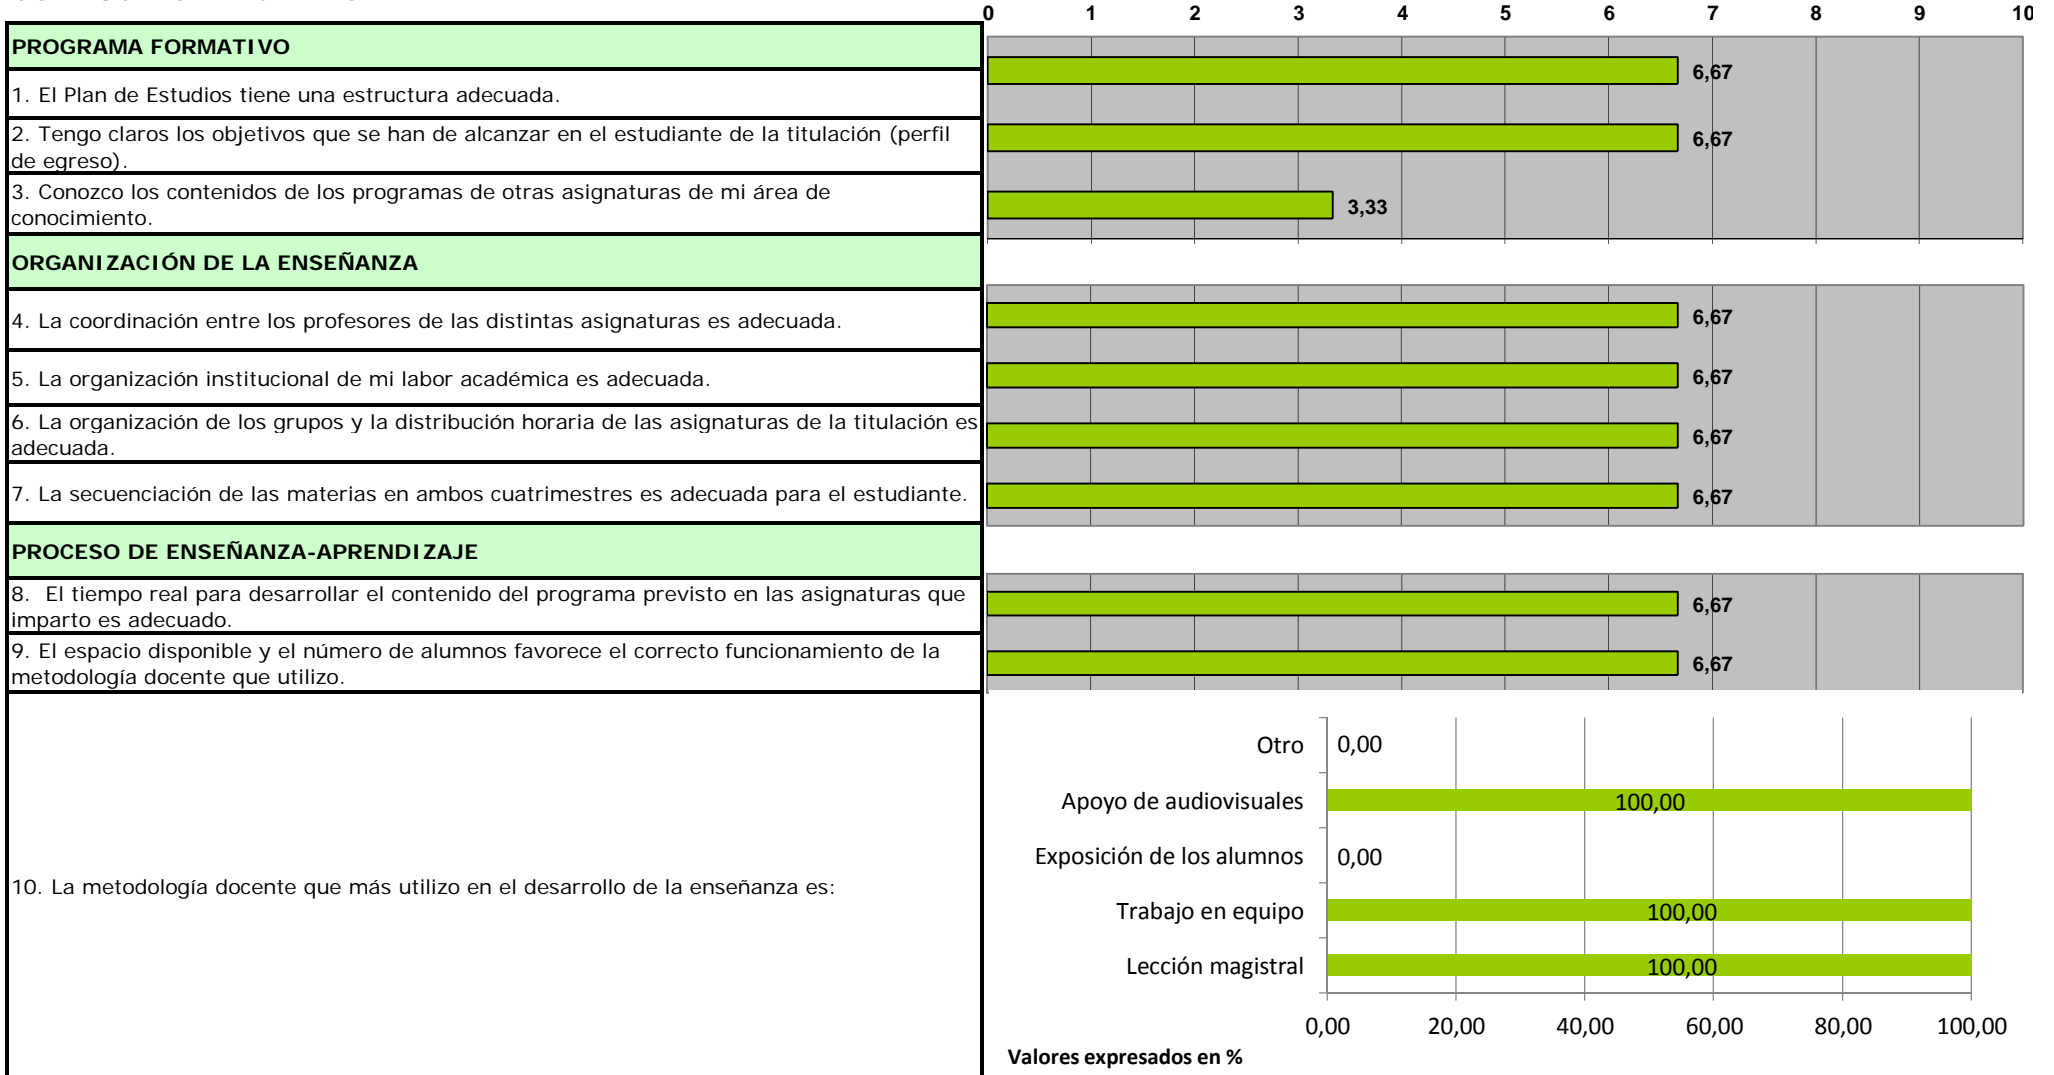 0 1 2 3 4 5 6 7 8 9 10
PROGRAMA FORMATIVO
1. El Plan de Estudios tiene una estructura adecuada.
6,67
2. Tengo claros los objetivos que se han de alcanzar en el estudiante de la titulación (perfil
de egreso).
6,67
3. Conozco los contenidos de los programas de otras asignaturas de mi área de
conocimiento.
3,33
ORGANIZACIÓN DE LA ENSEÑANZA
4. La coordinación entre los profesores de las distintas asignaturas es adecuada.
6,67
5. La organización institucional de mi labor académica es adecuada.
6,67
6. La organización de los grupos y la distribución horaria de las asignaturas de la titulación es
adecuada.
6,67
7. La secuenciación de las materias en ambos cuatrimestres es adecuada para el estudiante.
6,67
PROCESO DE ENSEÑANZA-APRENDIZAJE
8. El tiempo real para desarrollar el contenido del programa previsto en las asignaturas que
imparto es adecuado.
6,67
9. El espacio disponible y el número de alumnos favorece el correcto funcionamiento de la
metodología docente que utilizo.
6,67
10. La metodología docente que más utilizo en el desarrollo de la enseñanza es:
Otro 0,00
Apoyo de audiovisuales 100,00
Exposición de los alumnos 0,00
Trabajo en equipo 100,00
Lección magistral 100,00
0,00 20,00 40,00 60,00 80,00 100,00
Valores expresados en %